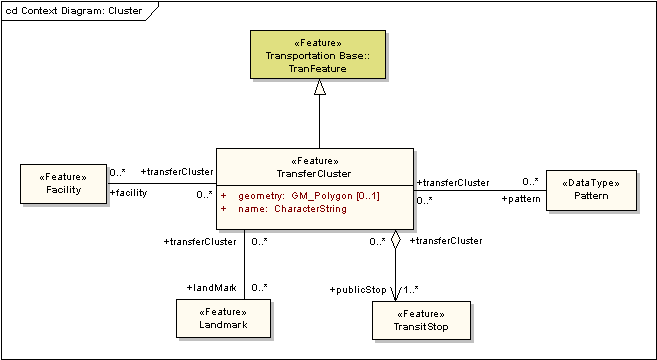 cd Context Diagram: Cluster
«Feature»
Transportation Base::
TranFeature
«Feature»
TransferCluster
+ geometry: GM_Polygon [0..1]
+ name: CharacterString
«Feature»
Facility
0..*
+transferCluster
+facility
0..*
+transferCluster
0..*
0..*
+pattern
«DataType»
Pattern
+transferCluster
0..*
+landMark
0..*
0..*
+transferCluster
+publicStop
1..*
«Feature»
Landmark
«Feature»
TransitStop